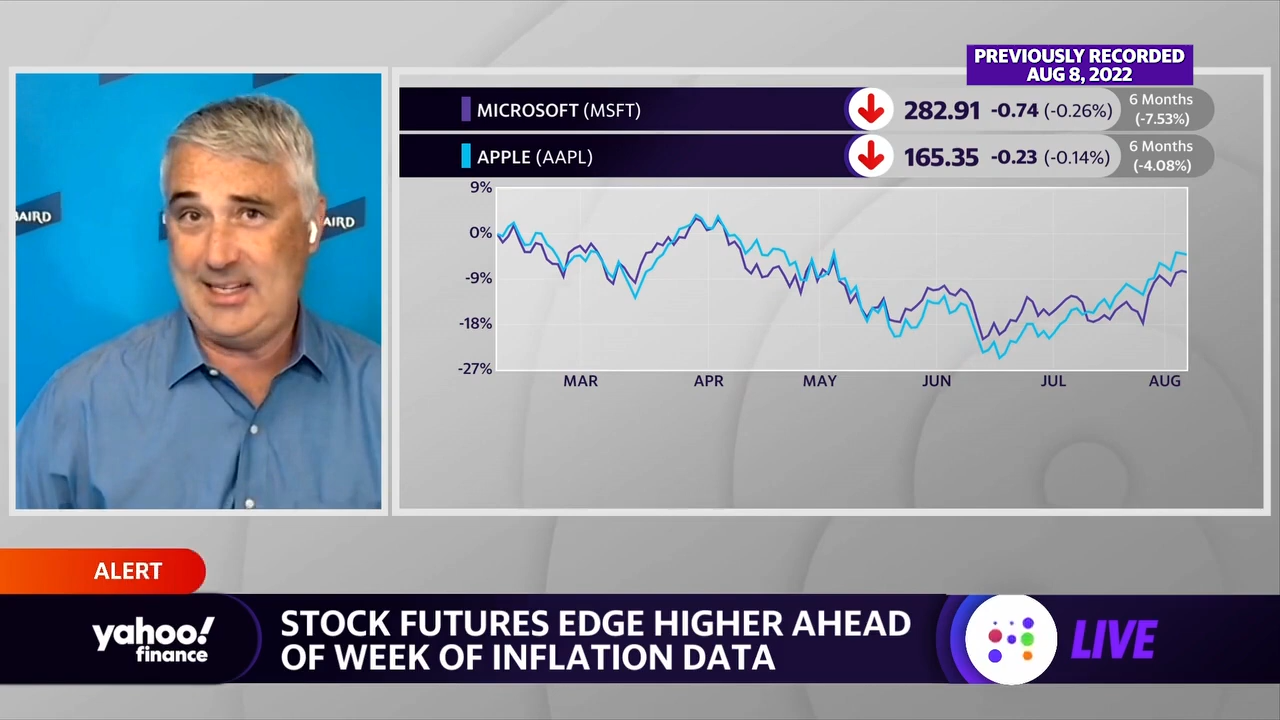 PREVIOUSLY RECORDED
AUG 8, 2022
MICROSOFT (MSFT)
282.91 -0.74 (-0.26%)
6 Months
(-7.53%)
APPLE (AAPL)
165.35 -0.23 (-0.14%)
6 Months
(-4.08%)
9%
0%
-9%
-18%
-27%
MAR APR MAY JUN JUL AUG
BAIRD
AIRD
ALERT
yahoo!
finance
STOCK FUTURES EDGE HIGHER AHEAD
OF WEEK OF INFLATION DATA
LIVE